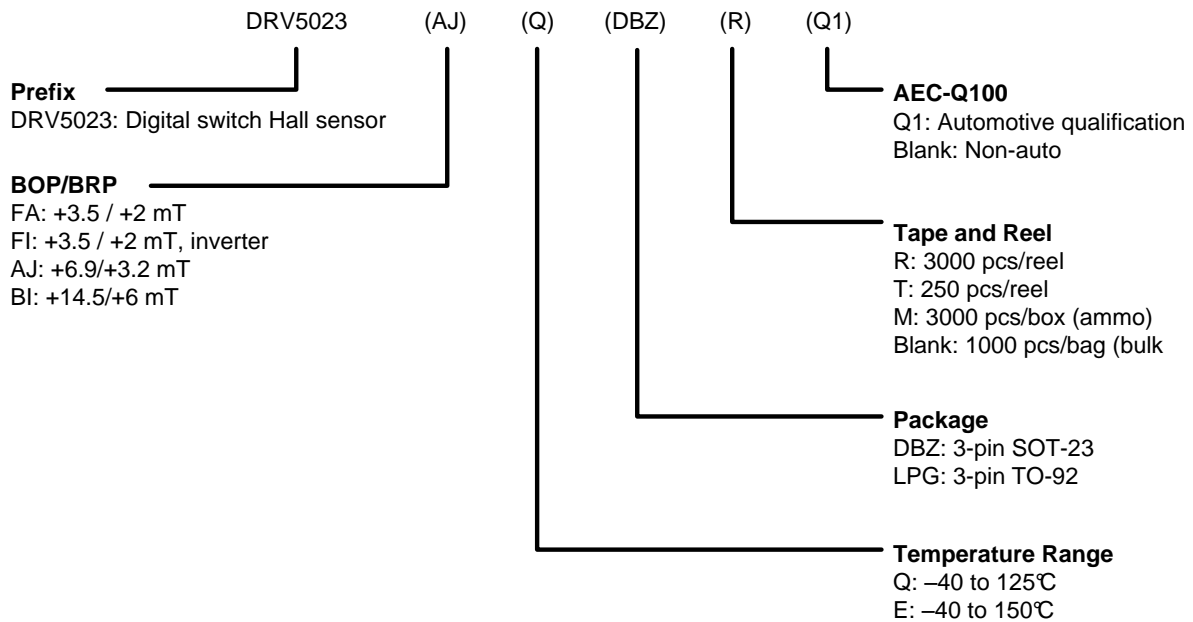 DRV5023 (AJ) (Q) (DBZ) (R) (Q1)
Prefix
DRV5023: Digital switch Hall sensor
BOP/BRP
FA: +3.5 / +2 mT
FI: +3.5 / +2 mT, inverter
AJ: +6.9/+3.2 mT
BI: +14.5/+6 mT
AEC-Q100
Q1: Automotive qualification
Blank: Non-auto
Tape and Reel
R: 3000 pcs/reel
T: 250 pcs/reel
M: 3000 pcs/box (ammo)
Blank: 1000 pcs/bag (bulk
Package
DBZ: 3-pin SOT-23
LPG: 3-pin TO-92
Temperature Range
Q: –40 to 125°C
E: –40 to 150°C